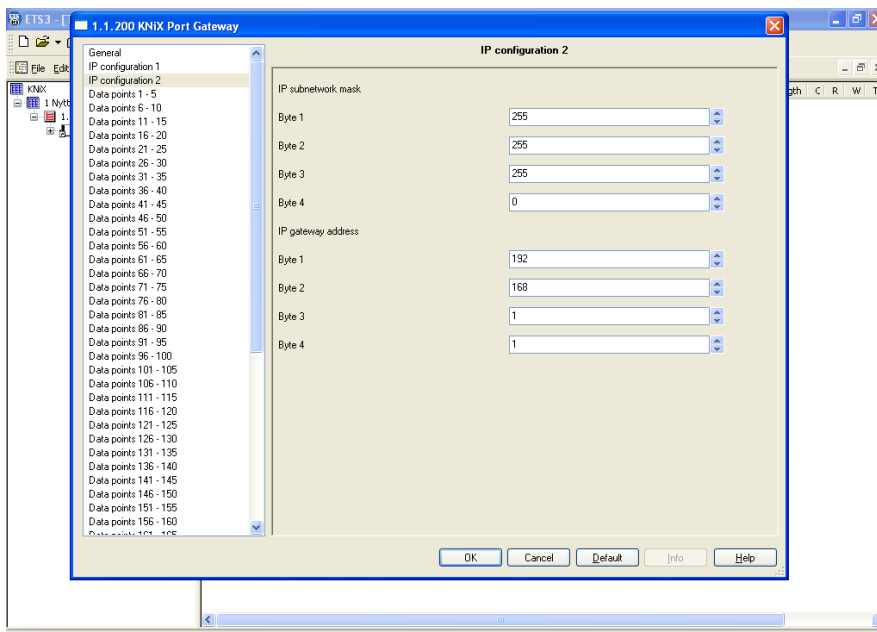 ETS3 - [T
1.1.200 KNiX Port Gateway
File Edit
KNiX
1 Nytt
1.
gth C R W T
General
IP configuration 1
IP configuration 2
Data points 1 - 5
Data points 6 - 10
Data points 11 - 15
Data points 16 - 20
Data points 21 - 25
Data points 26 - 30
Data points 31 - 35
Data points 36 - 40
Data points 41 - 45
Data points 46 - 50
Data points 51 - 55
Data points 56 - 60
Data points 61 - 65
Data points 66 - 70
Data points 71 - 75
Data points 76 - 80
Data points 81 - 85
Data points 86 - 90
Data points 91 - 95
Data points 96 - 100
Data points 101 - 105
Data points 106 - 110
Data points 111 - 115
Data points 116 - 120
Data points 121 - 125
Data points 126 - 130
Data points 131 - 135
Data points 136 - 140
Data points 141 - 145
Data points 146 - 150
Data points 151 - 155
Data points 156 - 160
Data points 161 - 165
IP configuration 2
IP subnetwork mask
Byte 1 255
Byte 2 255
Byte 3 255
Byte 4 0
IP gateway address
Byte 1 192
Byte 2 168
Byte 3 1
Byte 4 1
OK Cancel Default Info Help